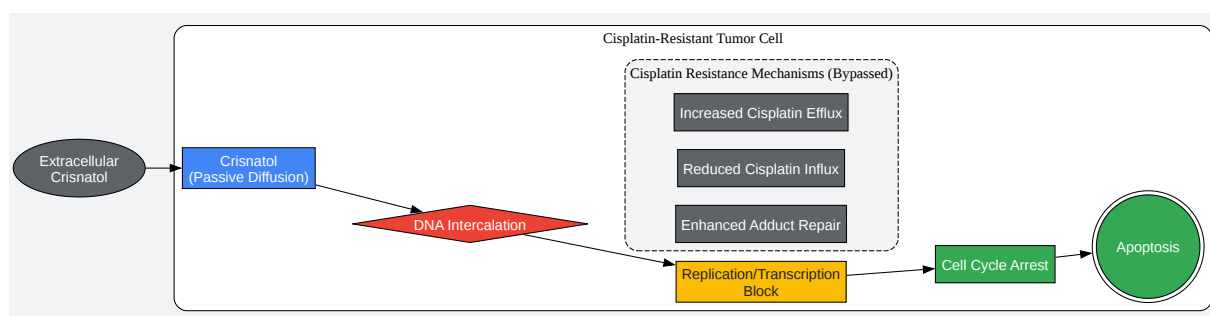 Cisplatin-Resistant Tumor Cell
Cisplatin Resistance Mechanisms (Bypassed)
Increased Cisplatin Efflux
Reduced Cisplatin Influx
Enhanced Adduct Repair
Extracellular
Crisnatol
Crisnatol
(Passive Diffusion)
DNA Intercalation
Replication/Transcription
Block
Cell Cycle Arrest
Apoptosis